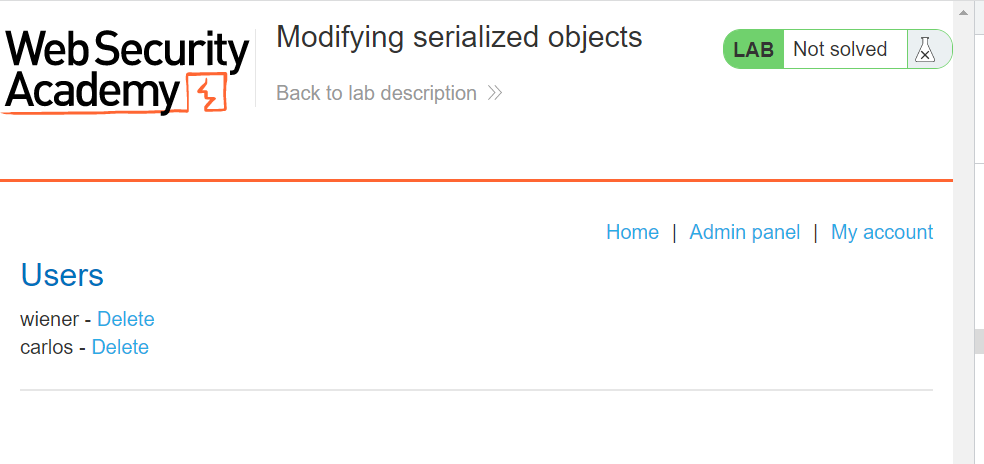 Web Security
Academy
Modifying serialized objects
Back to lab description
LAB Not solved
Home | Admin panel | My account
Users
wiener - Delete
carlos - Delete